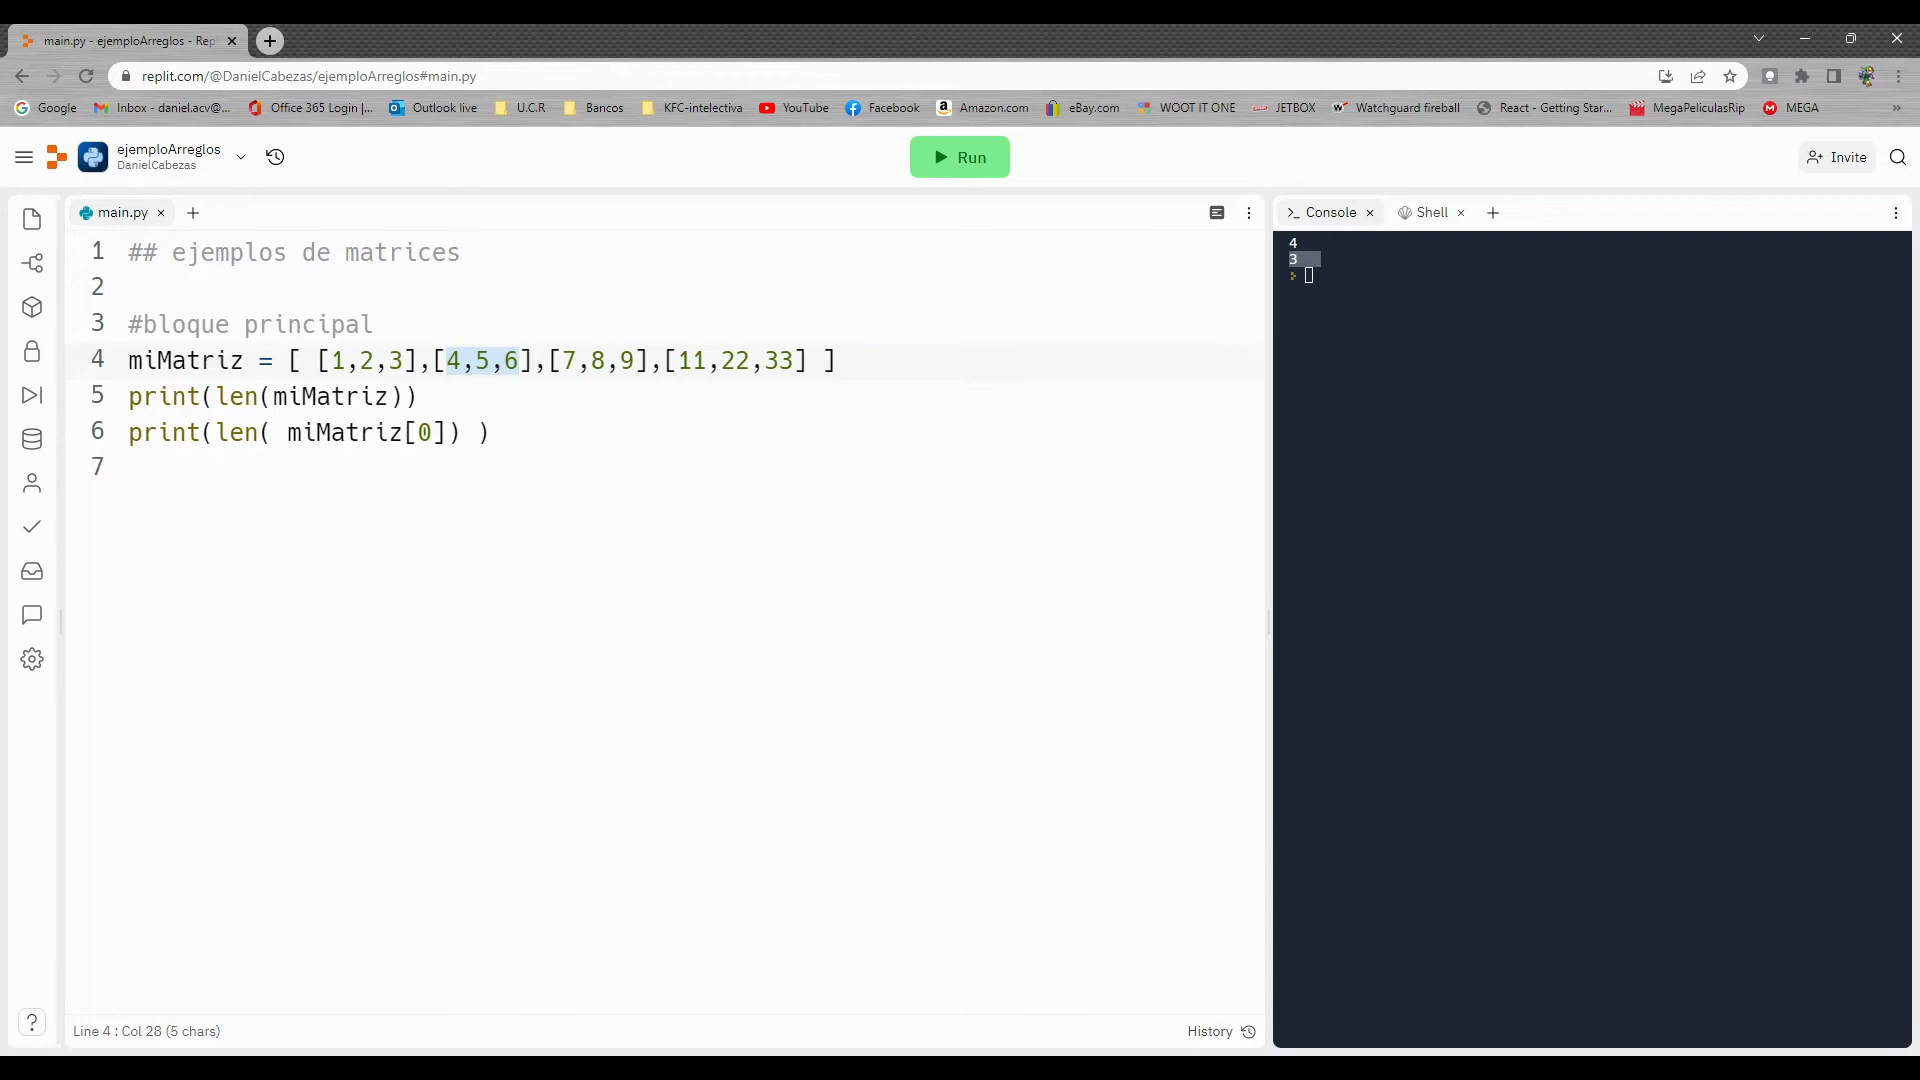 main.py - ejemploArreglos - Rep
replit.com/@DanielCabezas/ejemploArreglos#main.py
Google Inbox - daniel.acv@... Office 365 Login |... Outlook live U.C.R Bancos KFC-intelectiva YouTube Facebook Amazon.com eBay.com WOOT IT ONE JETBOX Watchguard fireball React - Getting Star... MegaPeliculasRip MEGA »
ejemploArreglos
DanielCabezas
Run
Invite
main.py
Console
Shell
1 ## ejemplos de matrices
2
3 #bloque principal
4 miMatriz = [ [1,2,3],[4,5,6],[7,8,9],[11,22,33] ]
5 print(len(miMatriz))
6 print(len( miMatriz[0]) )
7
4
3
?
Line 4 : Col 28 (5 chars)
History